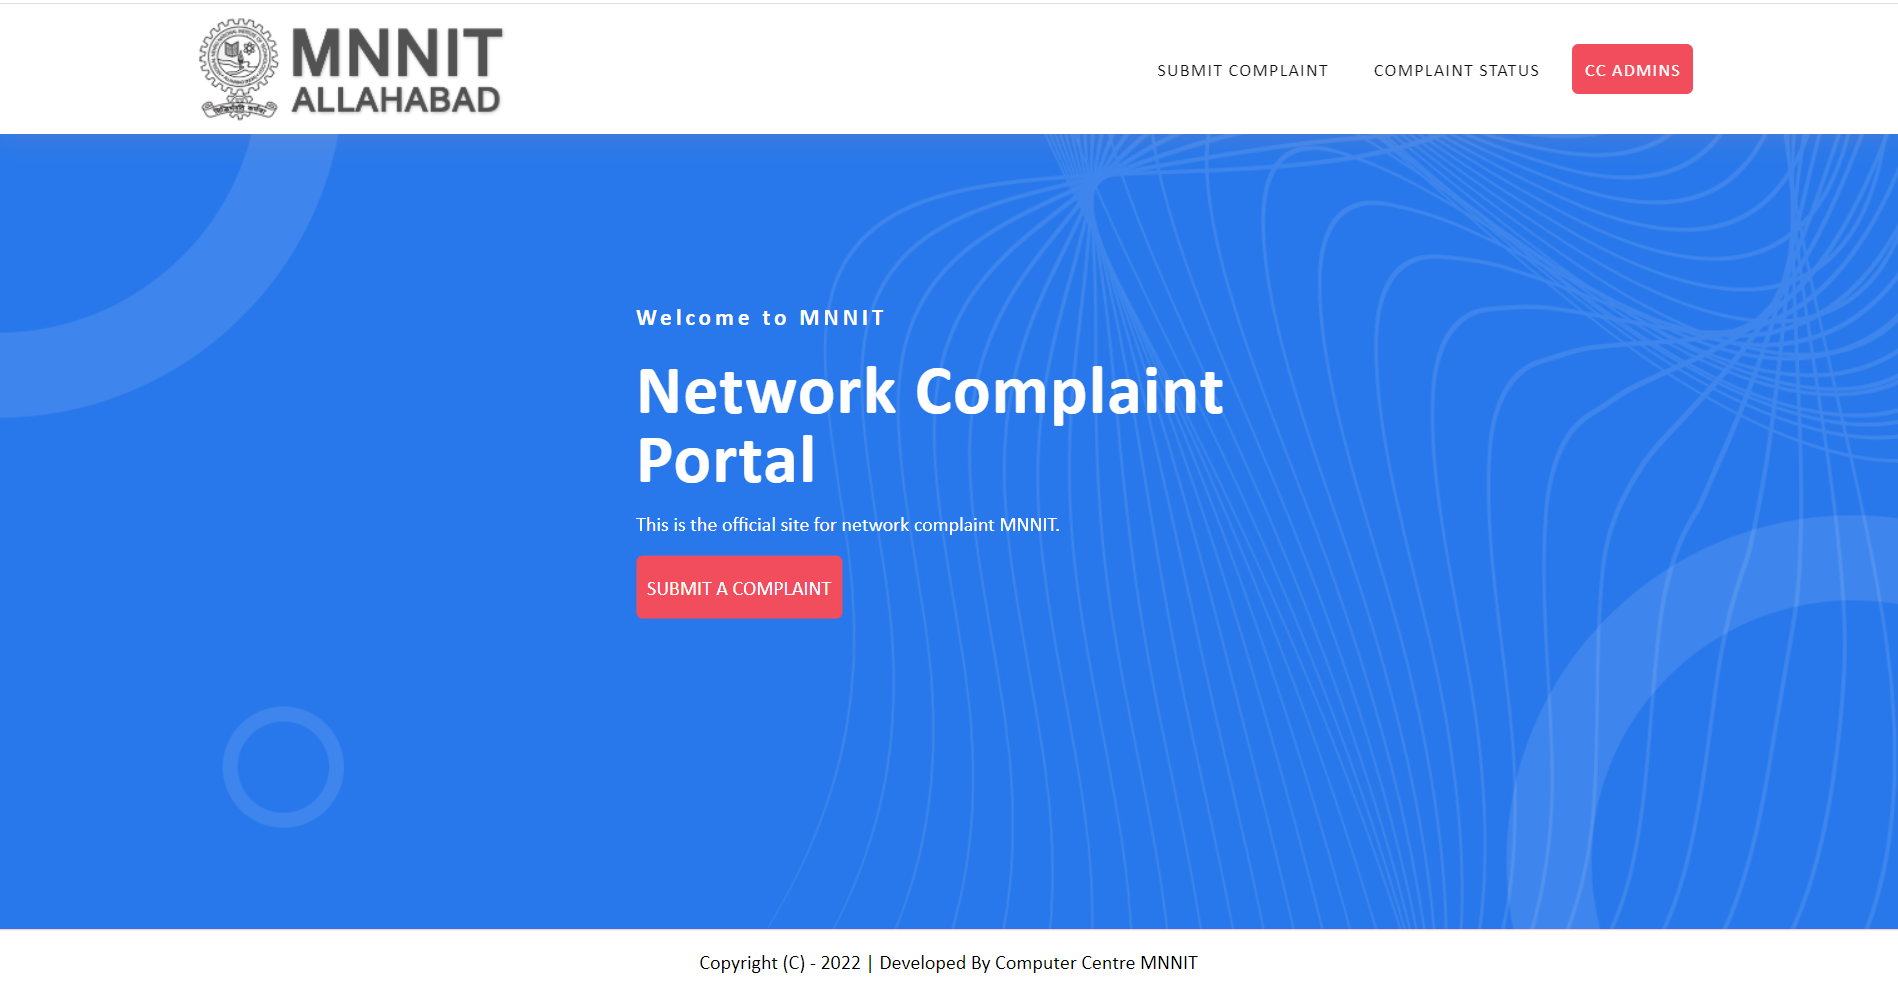 MNNIT
ALLAHABAD
SUBMIT COMPLAINT
COMPLAINT STATUS
CC ADMINS
Welcome to MNNIT
Network Complaint
Portal
This is the official site for network complaint MNNIT.
SUBMIT A COMPLAINT
Copyright (C) - 2022 | Developed By Computer Centre MNNIT